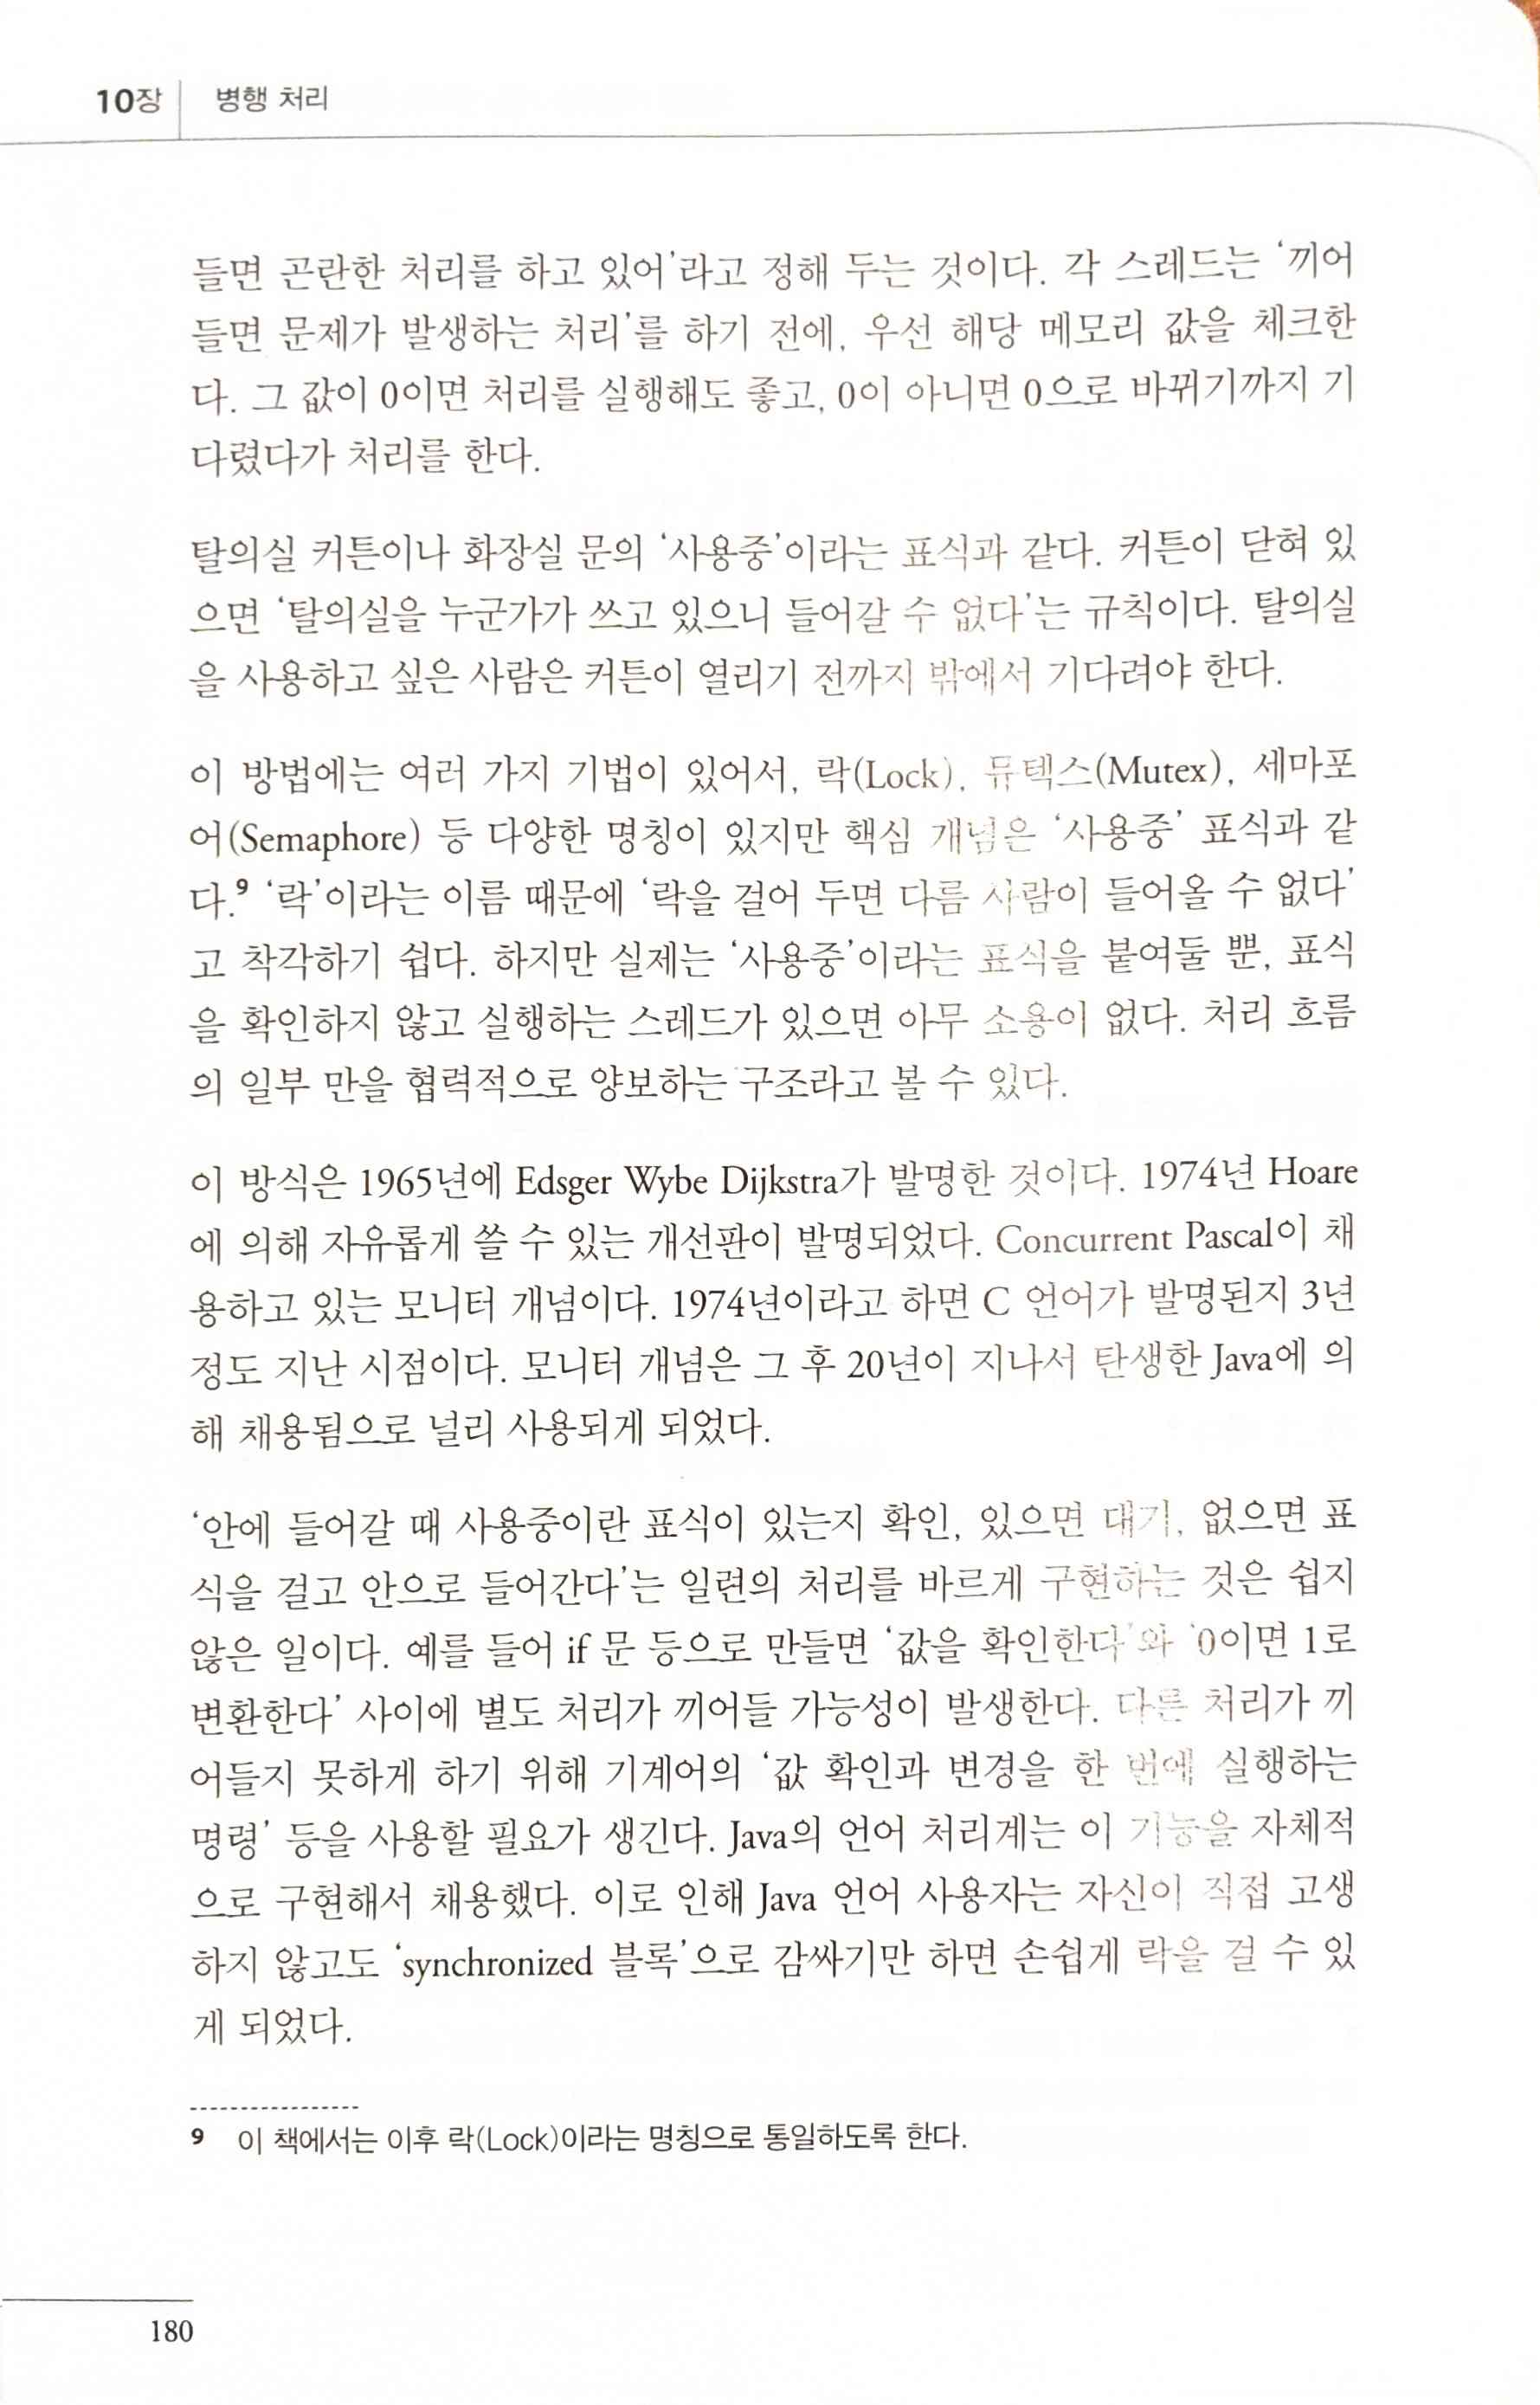 10장 병행 처리
들면 곤란한 처리를 하고 있어’라고 정해 두는 것이다. 각 스레드는 ‘끼어
들면 문제가 발생하는 처리’를 하기 전에, 우선 해당 메모리 값을 체크한
다. 그 값이 0이면 처리를 실행해도 좋고, 0이 아니면 0으로 바뀌기까지 기
다렸다가 처리를 한다.
탈의실 커튼이나 화장실 문의 ‘사용중’이라는 표식과 같다. 커튼이 닫혀 있
으면 ‘탈의실을 누군가가 쓰고 있으니 들어갈 수 없다’는 규칙이다. 탈의실
을 사용하고 싶은 사람은 커튼이 열리기 전까지 밖에서 기다려야 한다.
이 방법에는 여러 가지 기법이 있어서, 락(Lock), 뮤텍스(Mutex), 세마포
어(Semaphore) 등 다양한 명칭이 있지만 핵심 개념은 ‘사용중’ 표식과 같
다.9 ‘락’이라는 이름 때문에 ‘락을 걸어 두면 다름 사람이 들어올 수 없다’
고 착각하기 쉽다. 하지만 실제는 ‘사용중’이라는 표식을 붙여둘 뿐, 표식
을 확인하지 않고 실행하는 스레드가 있으면 아무 소용이 없다. 처리 흐름
의 일부 만을 협력적으로 양보하는 구조라고 볼 수 있다.
이 방식은 1965년에 Edsger Wybe Dijkstra가 발명한 것이다. 1974년 Hoare
에 의해 자유롭게 쓸 수 있는 개선판이 발명되었다. Concurrent Pascal이 채
용하고 있는 모니터 개념이다. 1974년이라고 하면 C 언어가 발명된지 3년
정도 지난 시점이다. 모니터 개념은 그 후 20년이 지나서 탄생한 Java에 의
해 채용됨으로 널리 사용되게 되었다.
‘안에 들어갈 때 사용중이란 표식이 있는지 확인, 있으면 대기, 없으면 표
식을 걸고 안으로 들어간다’는 일련의 처리를 바르게 구현하는 것은 쉽지
않은 일이다. 예를 들어 if 문 등으로 만들면 ‘값을 확인한다’와 ‘0이면 1로
변환한다’ 사이에 별도 처리가 끼어들 가능성이 발생한다. 다른 처리가 끼
어들지 못하게 하기 위해 기계어의 ‘값 확인과 변경을 한 번에 실행하는
명령’ 등을 사용할 필요가 생긴다. Java의 언어 처리계는 이 기능을 자체적
으로 구현해서 채용했다. 이로 인해 Java 언어 사용자는 자신이 직접 고생
하지 않고도 ‘synchronized 블록’으로 감싸기만 하면 손쉽게 락을 걸 수 있
게 되었다.
9 이 책에서는 이후 락(Lock)이라는 명칭으로 통일하도록 한다.
180